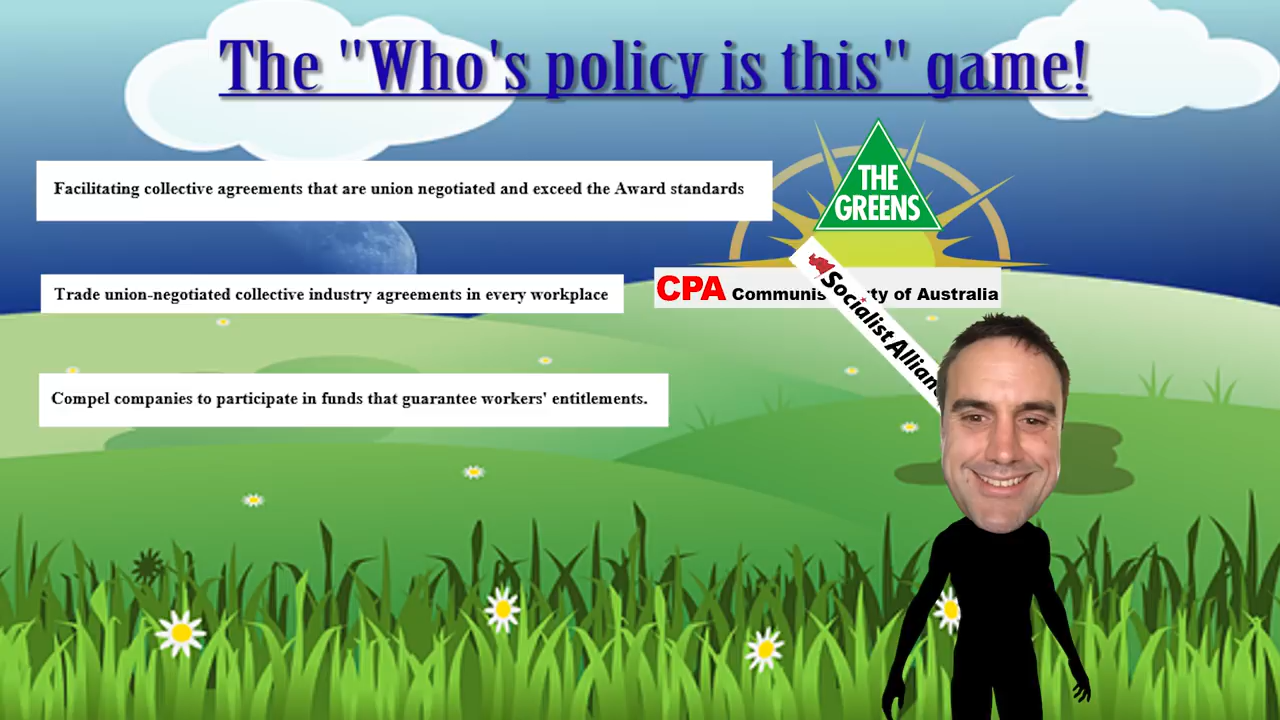 The "Who's policy is this" game!
Facilitating collective agreements that are union negotiated and exceed the Award standards
THE
GREENS
Trade union-negotiated collective industry agreements in every workplace
CPA Communis ty of Australia
Socialist Allian
Compel companies to participate in funds that guarantee workers' entitlements.